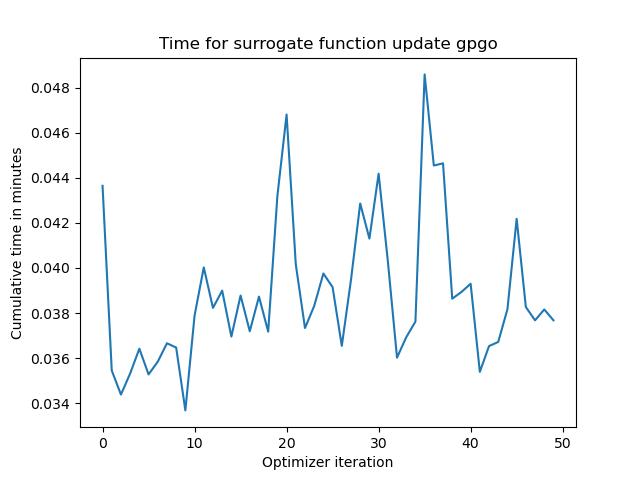 Time for surrogate function update gpgo
0.048
0.046
0.044
0.042
0.040
0.038
0.036
0.034
Cumulative time in minutes
0 10 20 30 40 50
Optimizer iteration